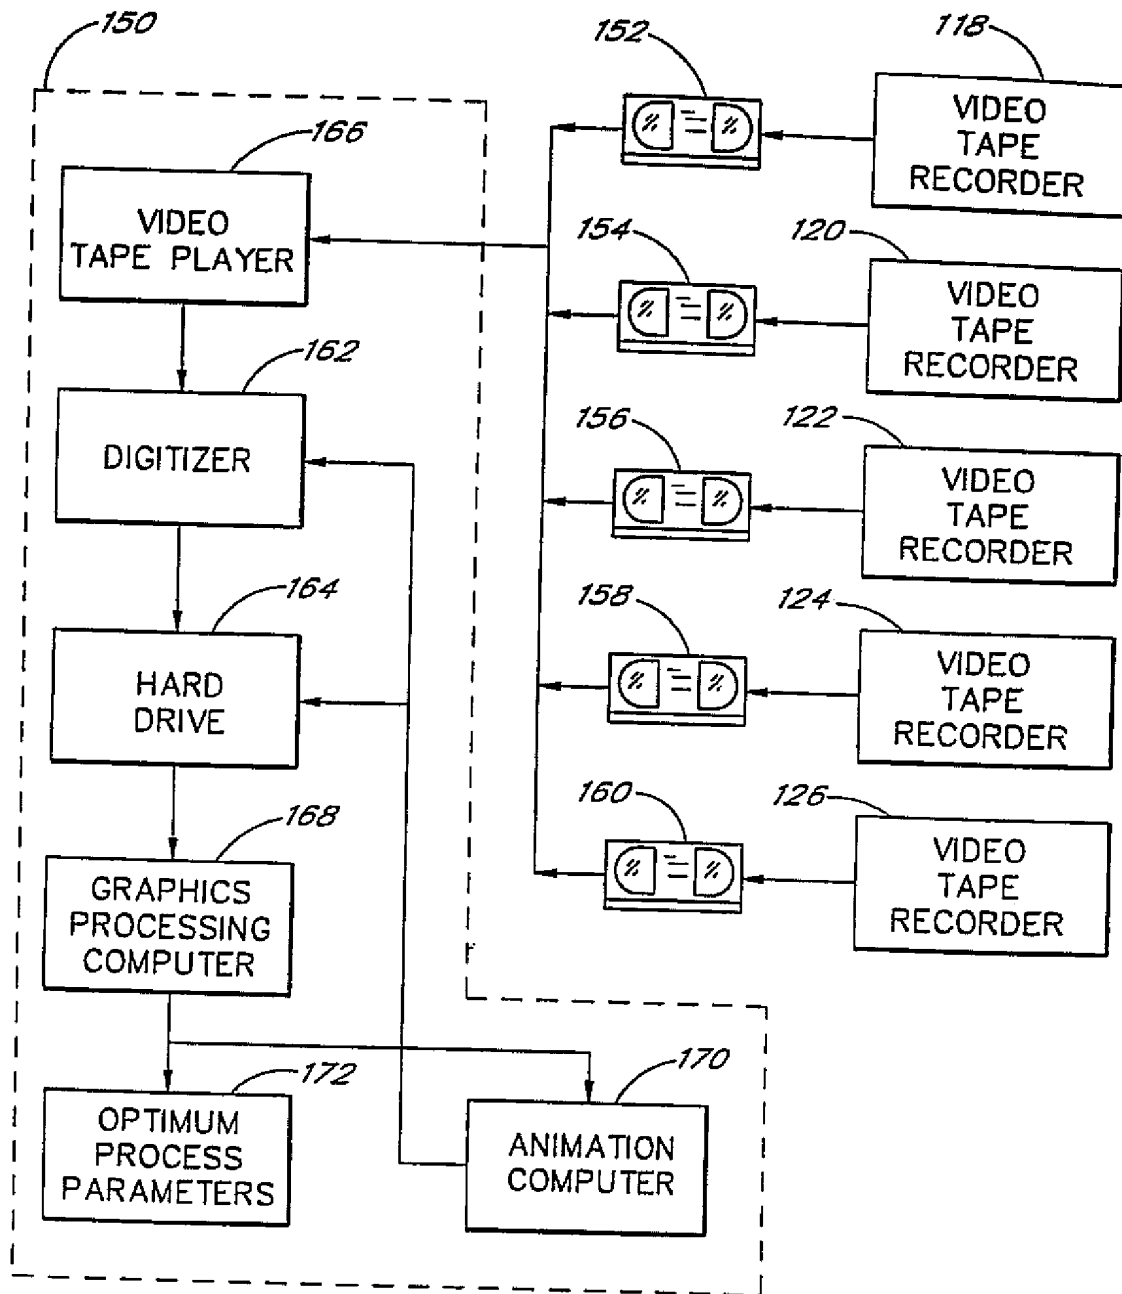 150
152
118
166
VIDEO
TAPE PLAYER
VIDEO
TAPE
RECORDER
154
120
VIDEO
TAPE
RECORDER
162
DIGITIZER
156
122
VIDEO
TAPE
RECORDER
164
HARD
DRIVE
158
124
VIDEO
TAPE
RECORDER
168
GRAPHICS
PROCESSING
COMPUTER
160
126
VIDEO
TAPE
RECORDER
172
OPTIMUM
PROCESS
PARAMETERS
170
ANIMATION
COMPUTER